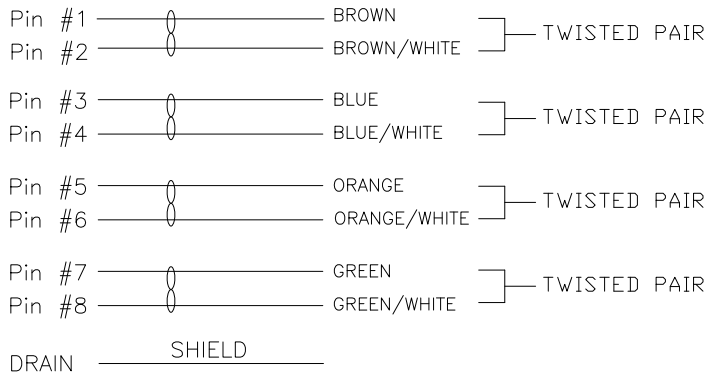 Pin #1 BROWN
TWISTED PAIR
Pin #2 BROWN/WHITE
Pin #3 BLUE
TWISTED PAIR
Pin #4 BLUE/WHITE
Pin #5 ORANGE
TWISTED PAIR
Pin #6 ORANGE/WHITE
Pin #7 GREEN
TWISTED PAIR
Pin #8 GREEN/WHITE
SHIELD
DRAIN